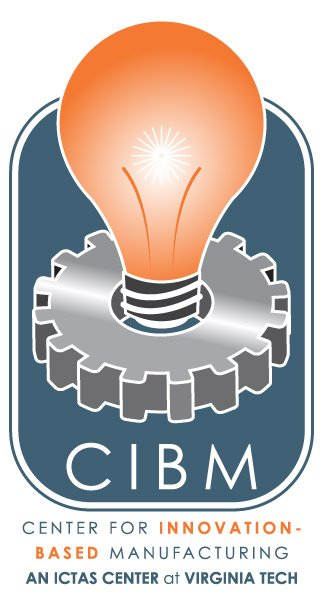 CIBM
CENTER FOR INNOVATION-
BASED MANUFACTURING
AN ICTAS CENTER at VIRGINIA TECH